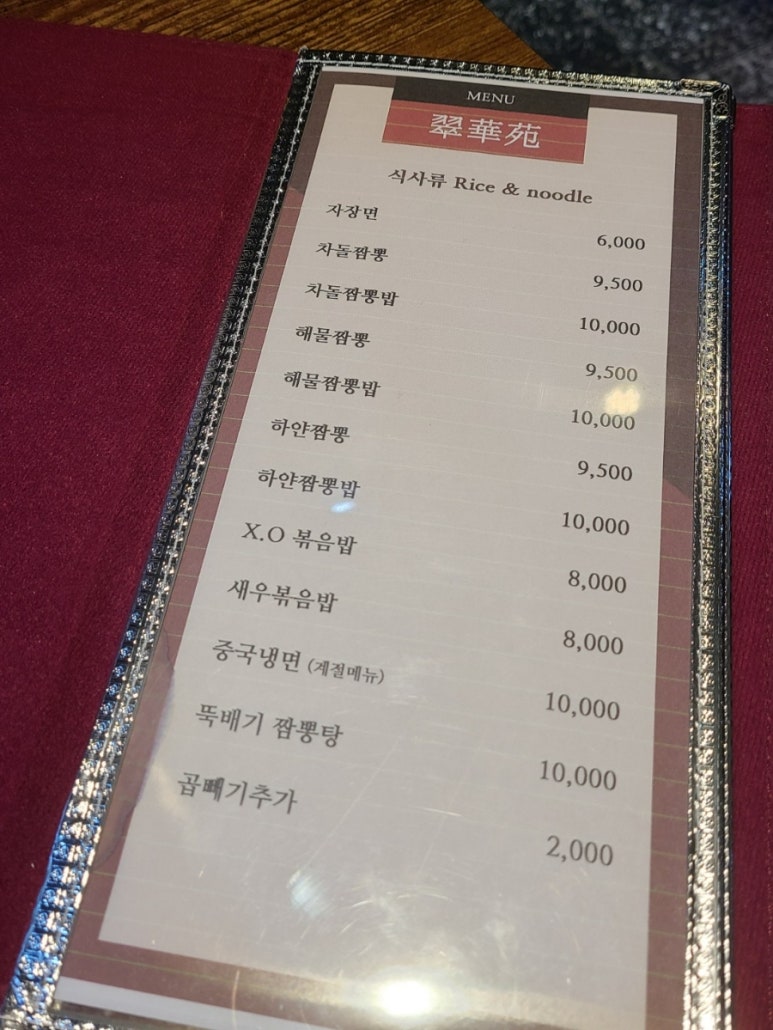 MENU
翠華苑
식사류 Rice & noodle
자장면 6,000
차돌짬뽕 9,500
차돌짬뽕밥 10,000
해물짬뽕 9,500
해물짬뽕밥 10,000
하얀짬뽕 9,500
하얀짬뽕밥 10,000
X.O 볶음밥 8,000
새우볶음밥 8,000
중국냉면 (계절메뉴) 10,000
뚝배기 짬뽕탕 10,000
곱빼기추가 2,000